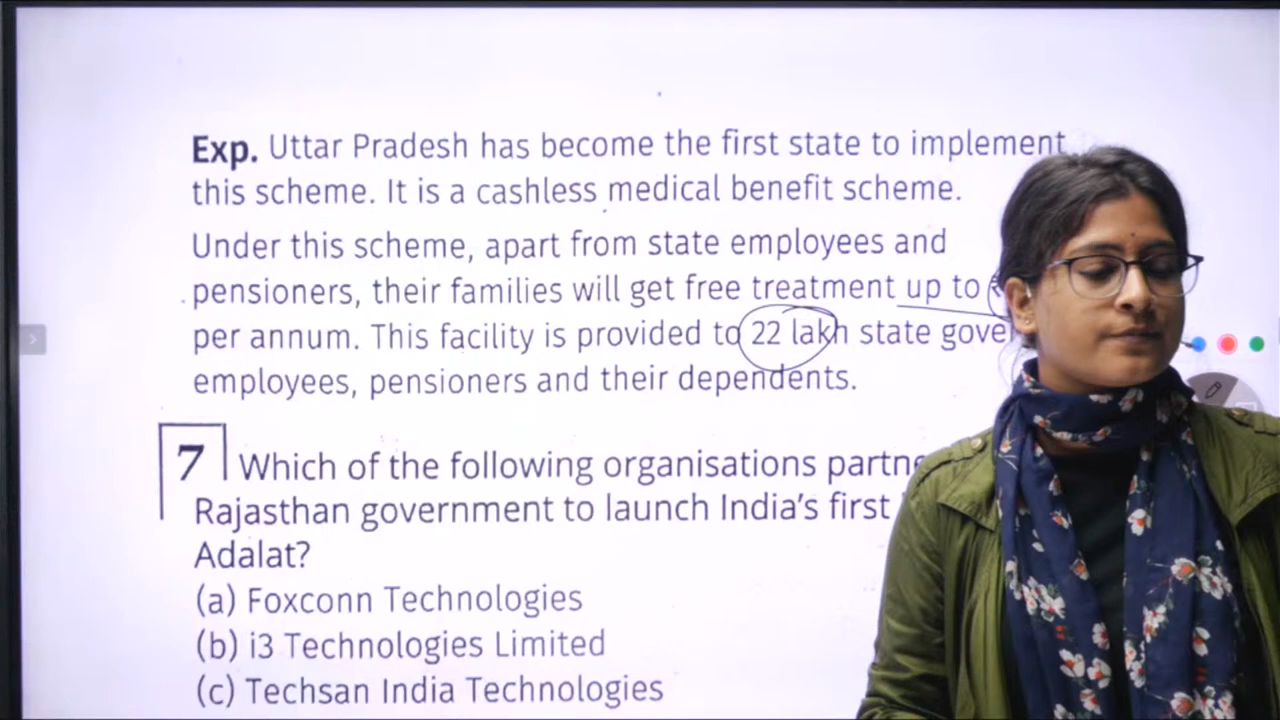 Exp. Uttar Pradesh has become the first state to implement
this scheme. It is a cashless medical benefit scheme.
Under this scheme, apart from state employees and
pensioners, their families will get free treatment up to
per annum. This facility is provided to 22 lakh state
employees, pensioners and their dependents.
7 Which of the following organisations
Rajasthan government to launch India's first
Adalat?
(a) Foxconn Technologies
(b) i3 Technologies Limited
(c) Techsan India Technologies